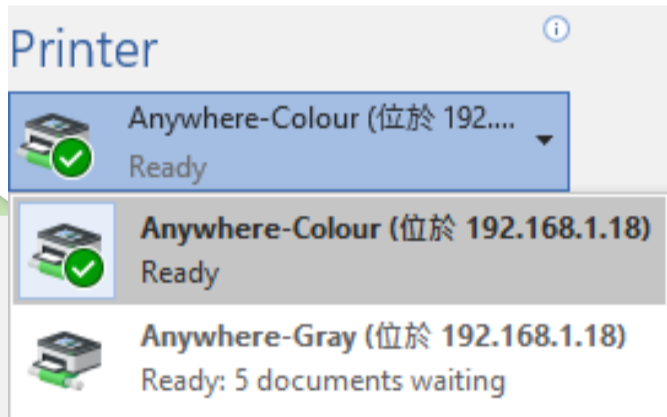 Printer
Anywhere-Colour (位於 192....
Ready
Anywhere-Colour (位於 192.168.1.18)
Ready
Anywhere-Gray (位於 192.168.1.18)
Ready: 5 documents waiting